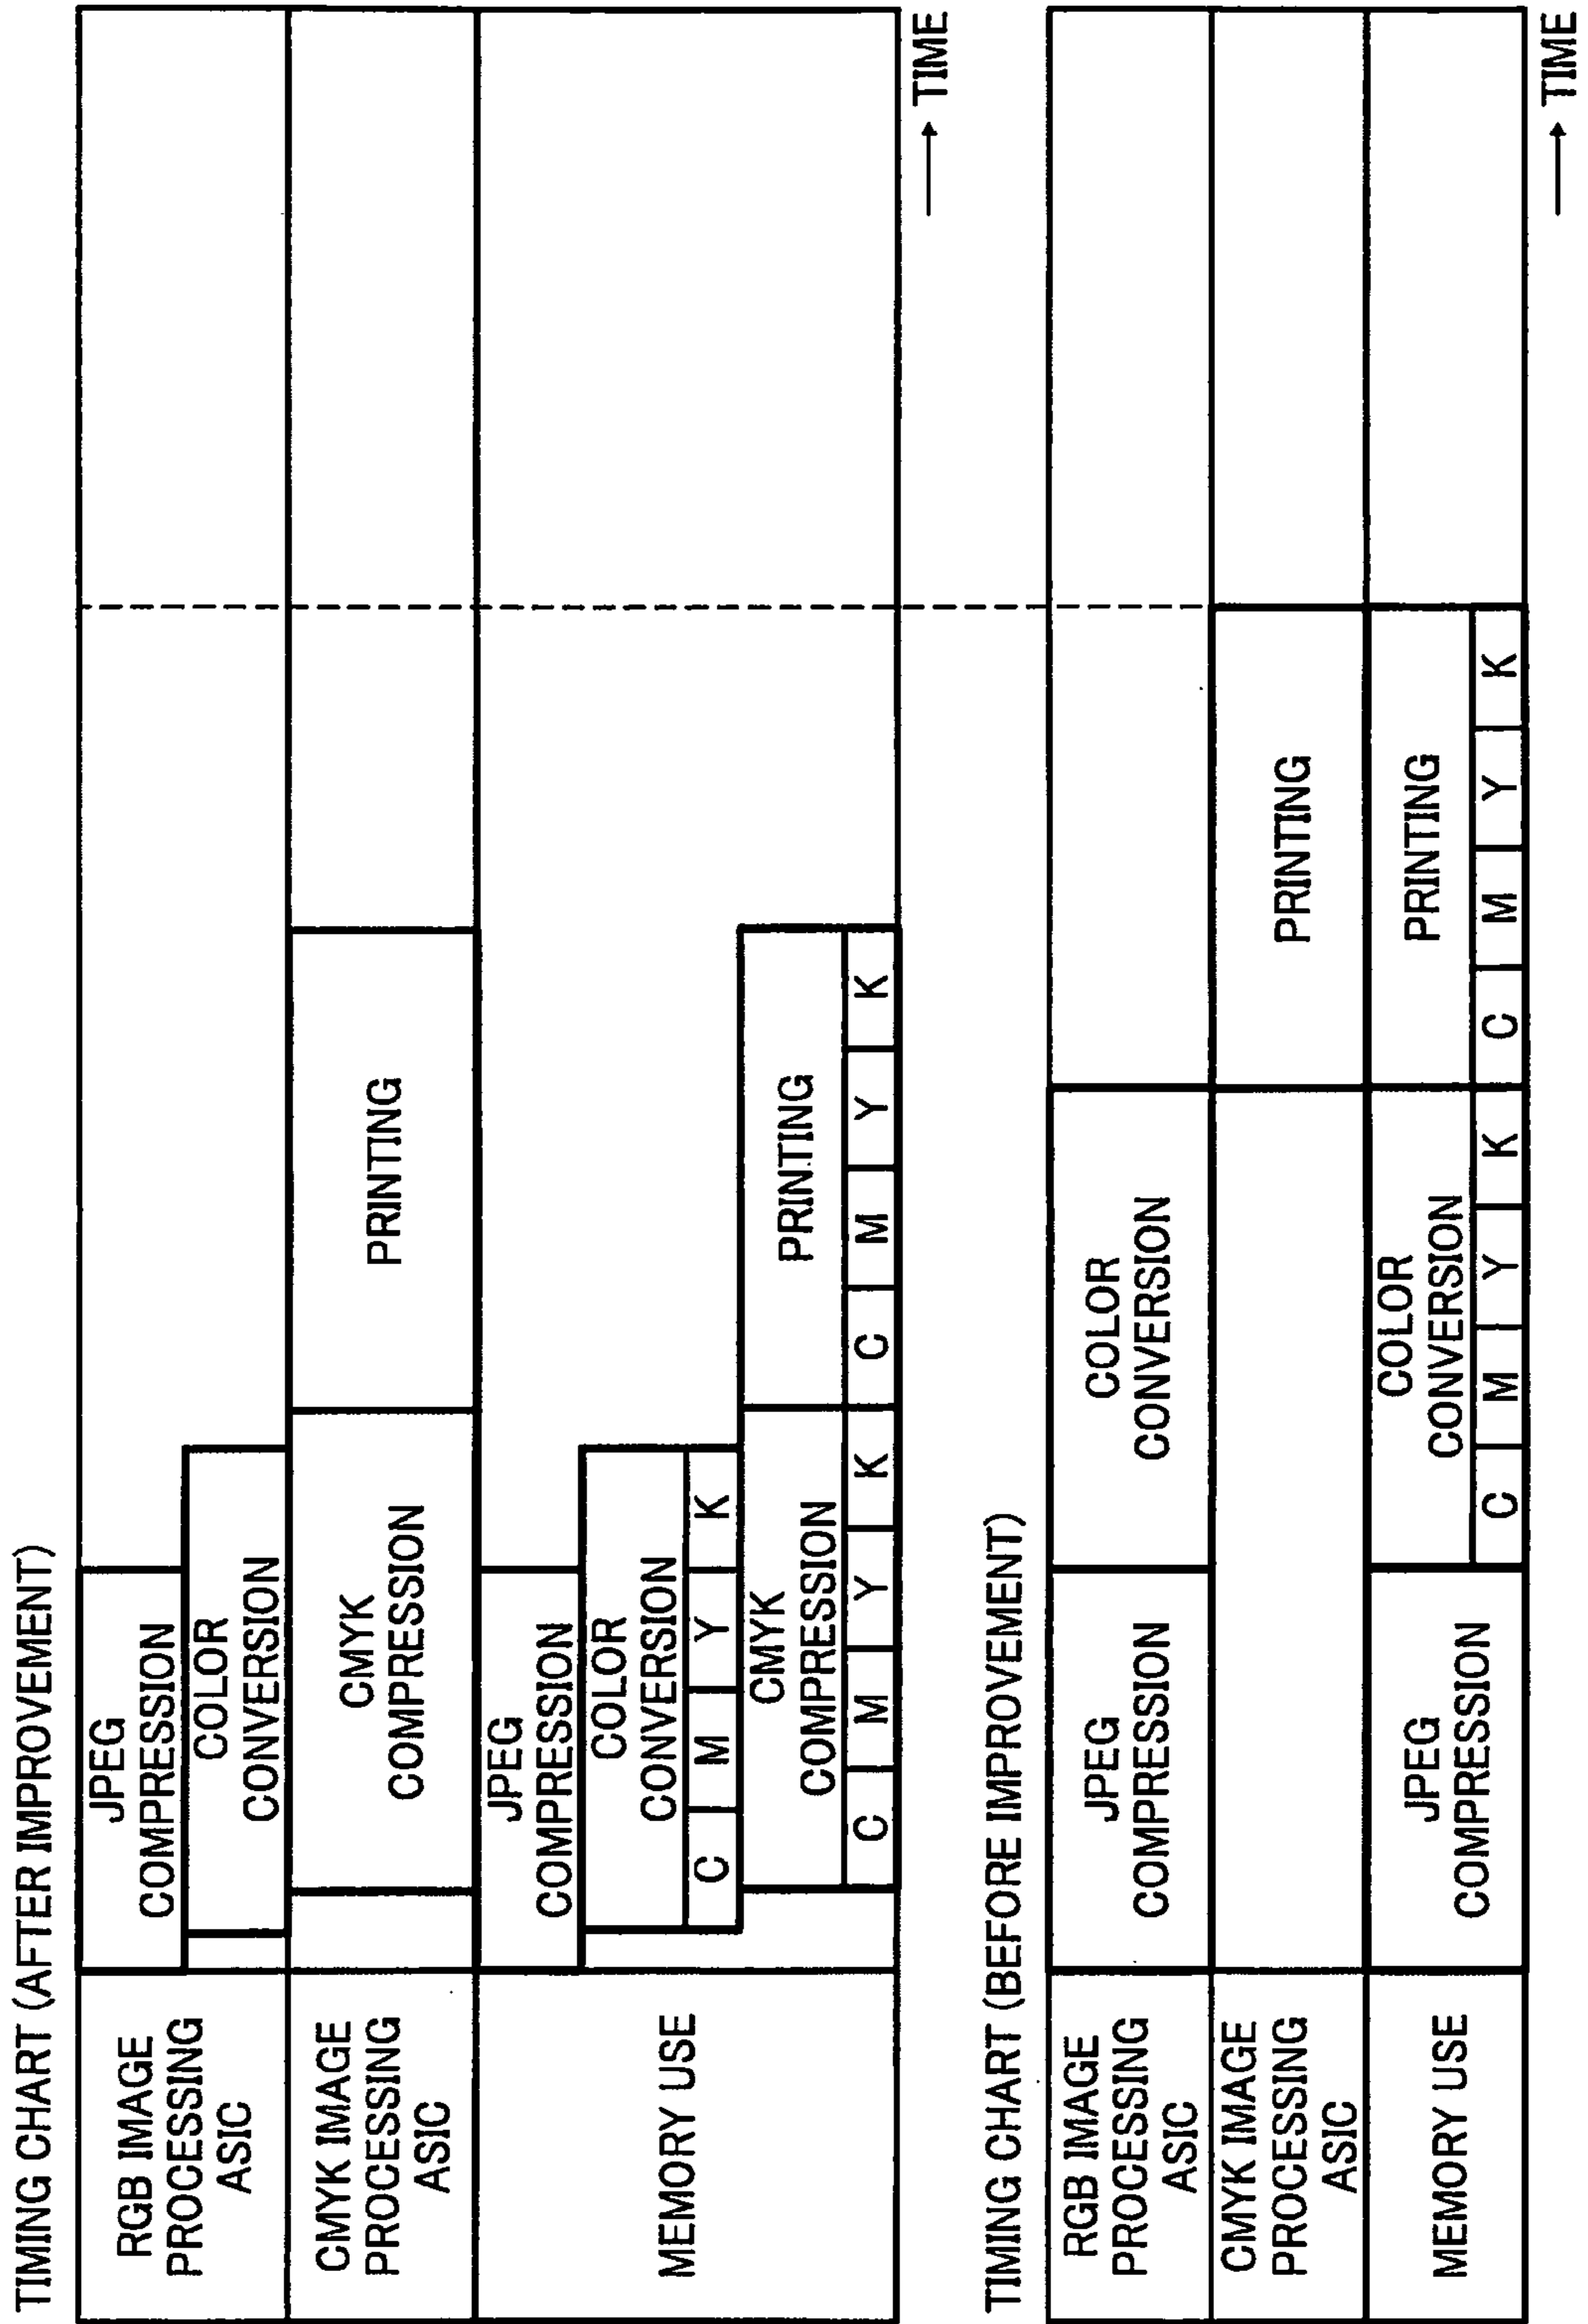 TIMING CHART (AFTER IMPROVEMENT)
RGB IMAGE
PROCESSING
ASIC
JPEG
COMPRESSION
COLOR
CONVERSION
CMYK IMAGE
PROCESSING
ASIC
CMYK
COMPRESSION
PRINTING
MEMORY USE
JPEG
COMPRESSION
COLOR
CONVERSION
C M Y K
CMYK
COMPRESSION
PRINTING
C M Y K C M Y K
TIME
TIMING CHART (BEFORE IMPROVEMENT)
RGB IMAGE
PROCESSING
ASIC
JPEG
COMPRESSION
COLOR
CONVERSION
CMYK IMAGE
PROCESSING
ASIC
PRINTING
MEMORY USE
JPEG
COMPRESSION
COLOR
CONVERSION
PRINTING
C M Y K C M Y K
TIME